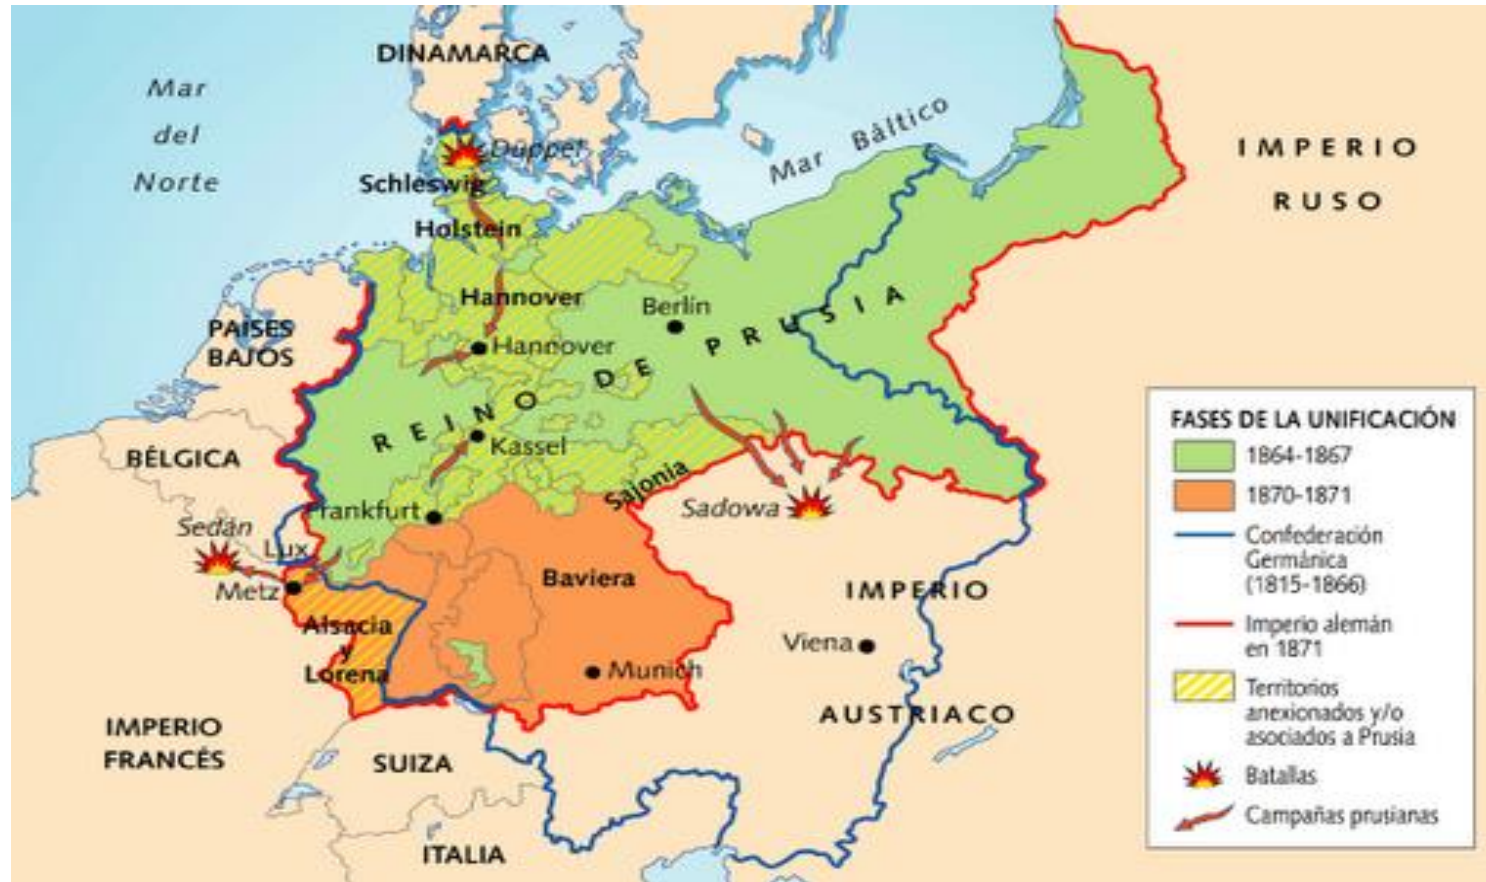 DINAMARCA
Mar
del
Norte
Düppel
Mar Báltico
IMPERIO
RUSO
Schleswig
Holstein
Hannover
Berlín
PAISES
BAJOS
Hannover
REINO DE PRUSIA
Kassel
BÉLGICA
Sajonia
Sadowa
Frankfurt
Sedán
Lux
Metz
Baviera
IMPERIO
Alsacia
y
Lorena
Viena
Munich
AUSTRIACO
IMPERIO
FRANCÉS
SUIZA
ITALIA
FASES DE LA UNIFICACIÓN
1864-1867
1870-1871
Confederación
Germánica
(1815-1866)
Imperio alemán
en 1871
Territorios
anexionados y/o
asociados a Prusia
Batallas
Campañas prusianas